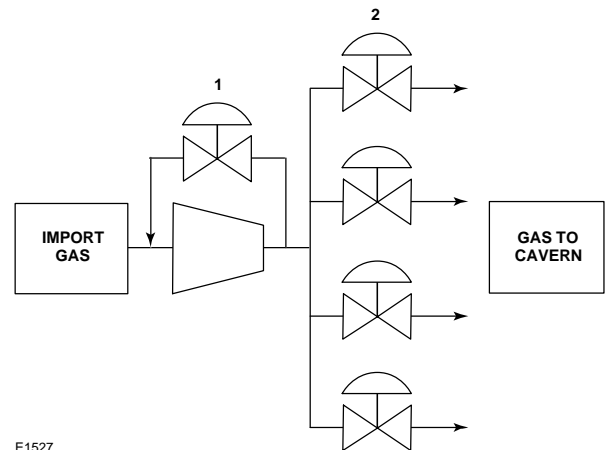 2
1
IMPORT
GAS
GAS TO
CAVERN
E1527